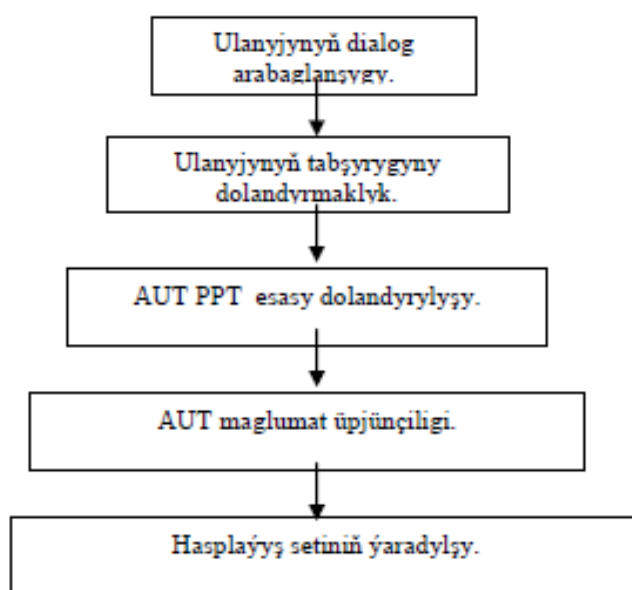 Ulanyjynyň dialog
arabaglanşygy.
Ulanyjynyň tabşyrygyny
dolandyrmaklyk.
AUT PPT esasy dolandyrylyşy.
AUT maglumat üpjünçiligi.
Hasplaýyş setiniň ýaradylşy.